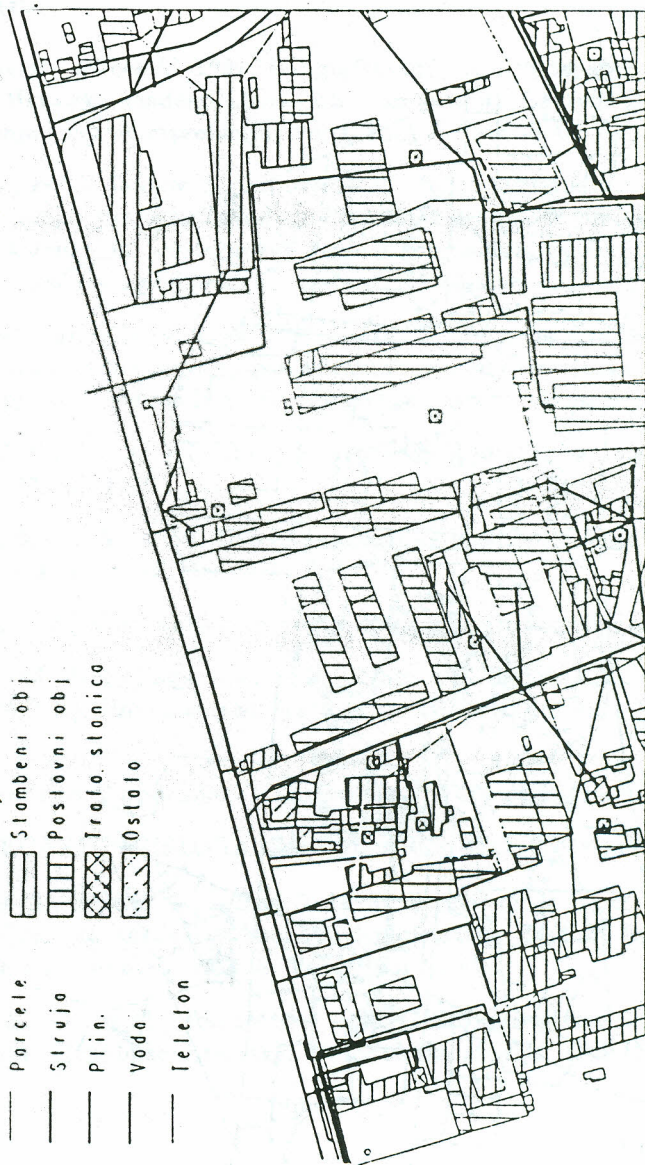 Parcele
Struja
Plin.
Voda
Telefon
Stambeni obj
Poslovni obj
Trafo stanica
Ostalo